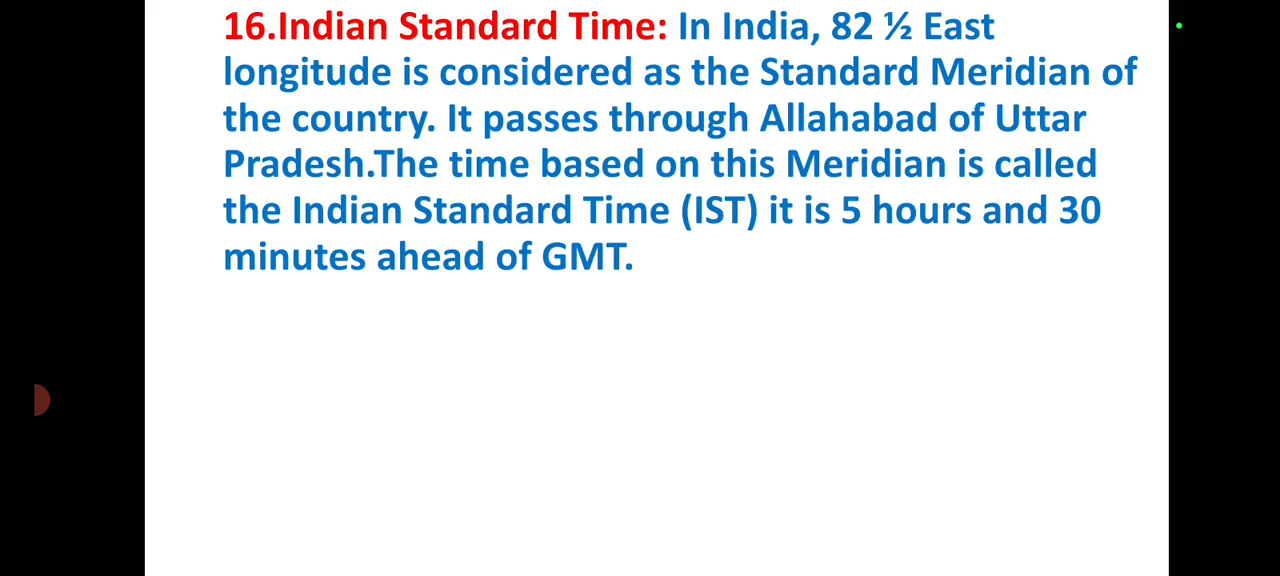 16.Indian Standard Time: In India, 82 ½ East
longitude is considered as the Standard Meridian of
the country. It passes through Allahabad of Uttar
Pradesh.The time based on this Meridian is called
the Indian Standard Time (IST) it is 5 hours and 30
minutes ahead of GMT.